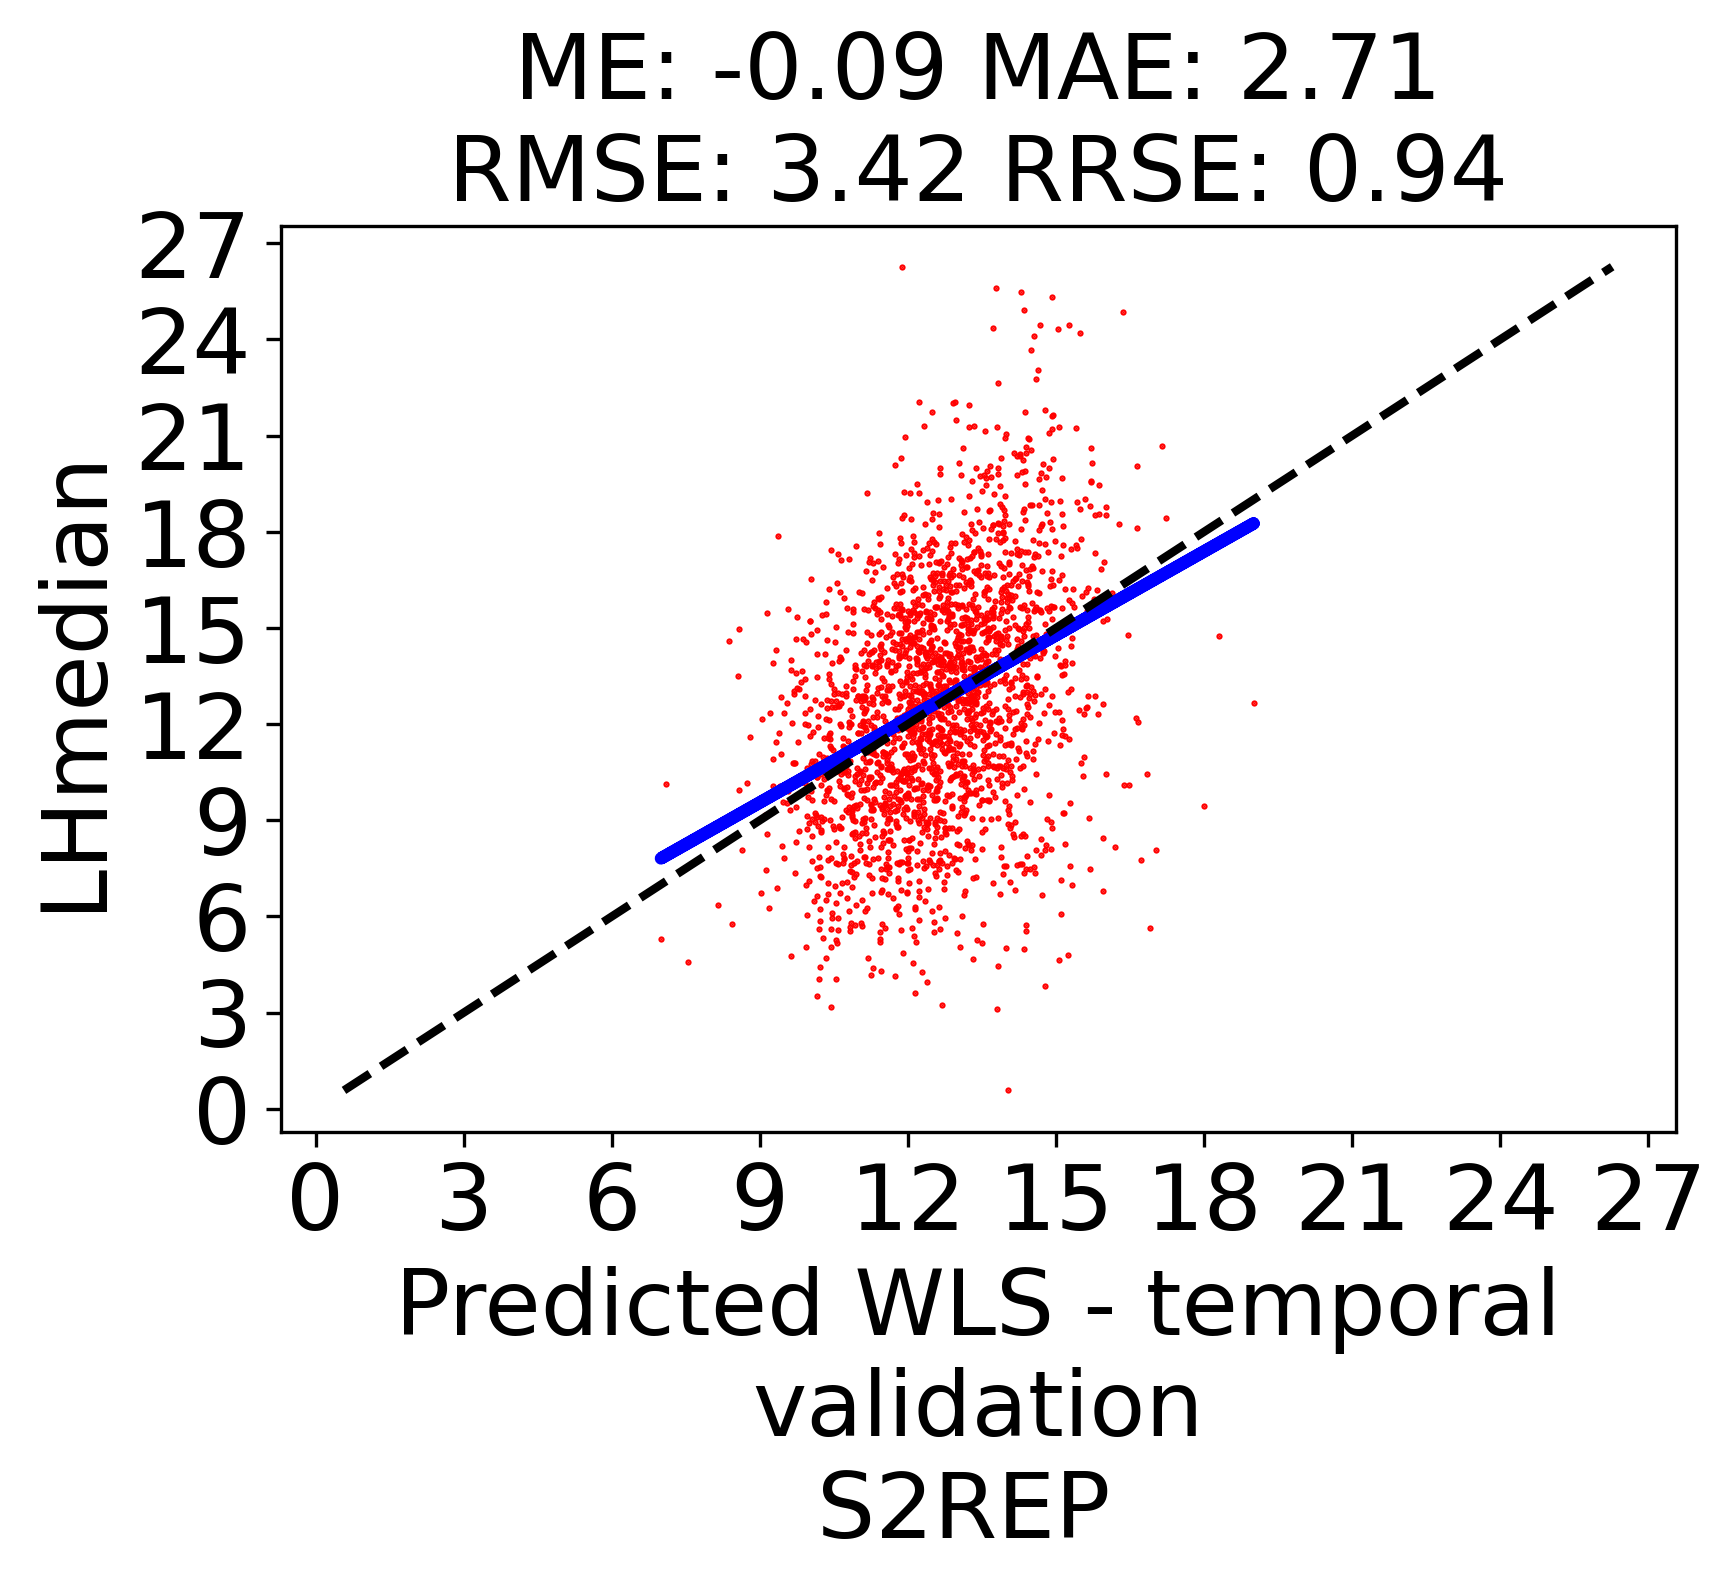 ME: -0.09 MAE: 2.71
RMSE: 3.42 RRSE: 0.94
27
24
21
18
15
12
9
6
3
0
LHmedian
0 3 6 9 12 15 18 21 24 27
Predicted WLS - temporal
validation
S2REP